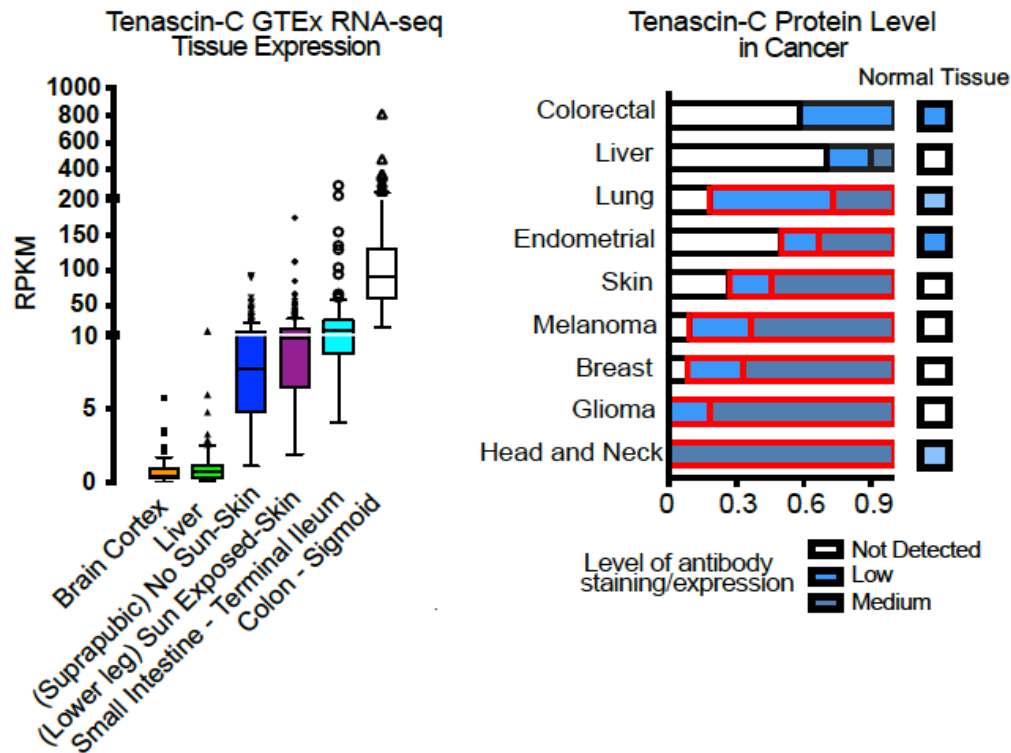 Tenascin-C GTEx RNA-seq
Tissue Expression
RPKM
1000
800
600
400
200
150
100
50
10
5
0
Brain Cortex
Liver
(Suprapubic) No Sun-Skin
(Lower leg) Sun Exposed-Skin
Small Intestine - Terminal Ileum
Colon - Sigmoid
Tenascin-C Protein Level
in Cancer
Normal Tissue
Colorectal
Liver
Lung
Endometrial
Skin
Melanoma
Breast
Glioma
Head and Neck
0 0.3 0.6 0.9
Level of antibody
staining/expression
Not Detected
Low
Medium